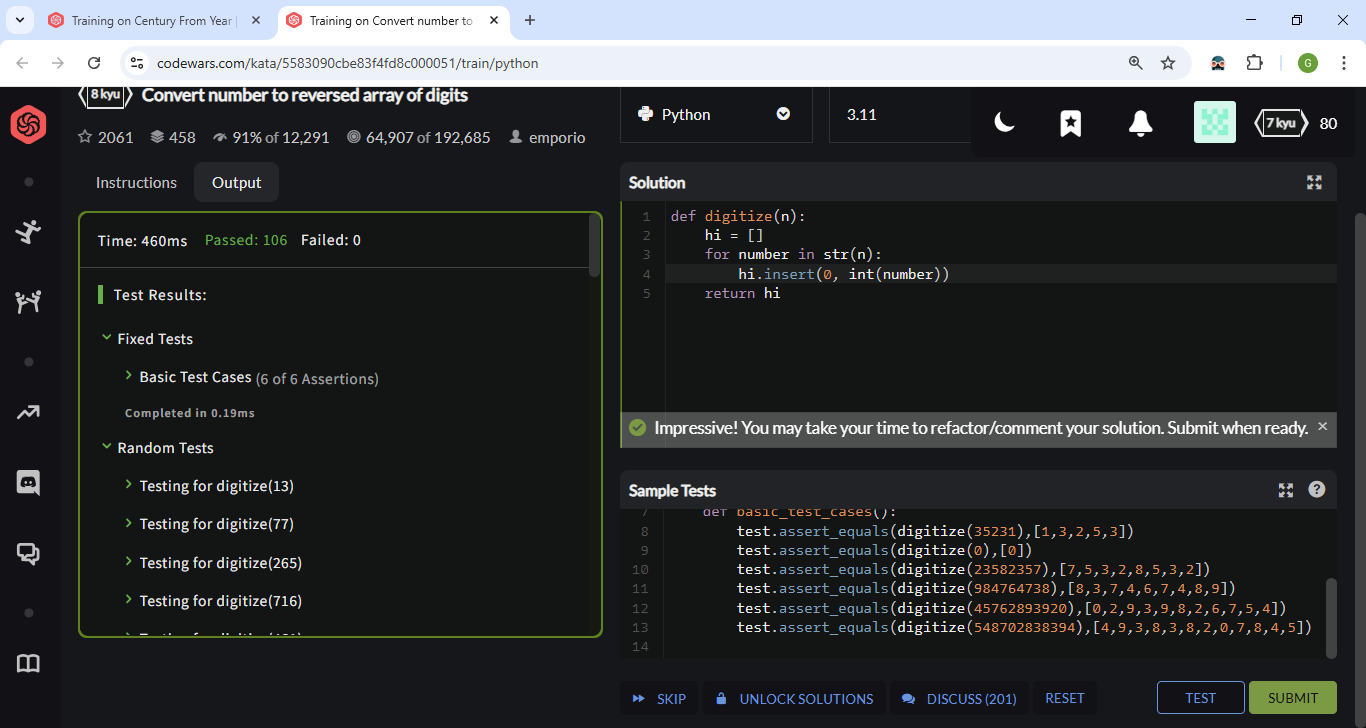 Training on Century From Year
Training on Convert number to
codewars.com/kata/5583090cbe83f4fd8c000051/train/python
G
8 kyu Convert number to reversed array of digits
2061 458 91% of 12,291 64,907 of 192,685 emporio
Python
3.11
7 kyu 80
Instructions Output
Time: 460ms Passed: 106 Failed: 0
Test Results:
Fixed Tests
Basic Test Cases (6 of 6 Assertions)
Completed in 0.19ms
Random Tests
Testing for digitize(13)
Testing for digitize(77)
Testing for digitize(265)
Testing for digitize(716)
Solution
1 def digitize(n):
2 hi = []
3 for number in str(n):
4 hi.insert(0, int(number))
5 return hi
Impressive! You may take your time to refactor/comment your solution. Submit when ready.
Sample Tests
7 def basic_test_cases():
8 test.assert_equals(digitize(35231),[1,3,2,5,3])
9 test.assert_equals(digitize(0),[0])
10 test.assert_equals(digitize(23582357),[7,5,3,2,8,5,3,2])
11 test.assert_equals(digitize(984764738),[8,3,7,4,6,7,4,8,9])
12 test.assert_equals(digitize(45762893920),[0,2,9,3,9,8,2,6,7,5,4])
13 test.assert_equals(digitize(548702838394),[4,9,3,8,3,8,2,0,7,8,4,5])
14
SKIP UNLOCK SOLUTIONS DISCUSS (201) RESET TEST SUBMIT